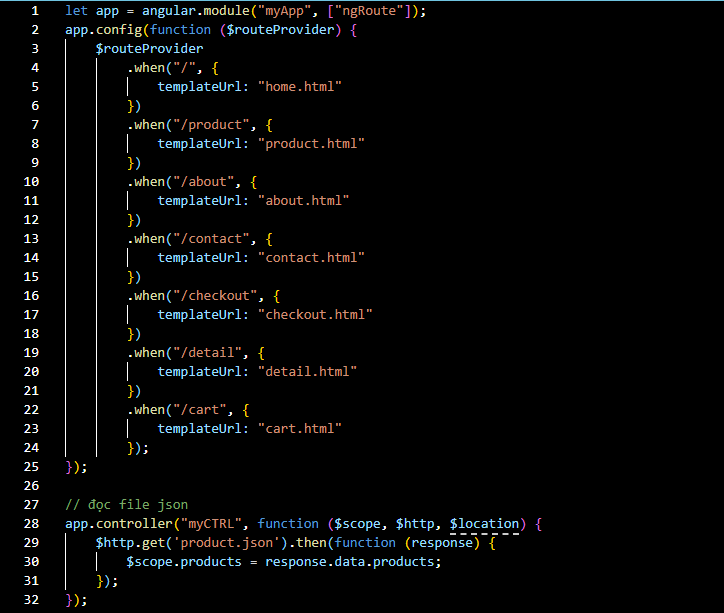 1 let app = angular.module("myApp", ["ngRoute"]);
2 app.config(function ($routeProvider) {
3 $routeProvider
4 .when("/", {
5 templateUrl: "home.html"
6 })
7 .when("/product", {
8 templateUrl: "product.html"
9 })
10 .when("/about", {
11 templateUrl: "about.html"
12 })
13 .when("/contact", {
14 templateUrl: "contact.html"
15 })
16 .when("/checkout", {
17 templateUrl: "checkout.html"
18 })
19 .when("/detail", {
20 templateUrl: "detail.html"
21 })
22 .when("/cart", {
23 templateUrl: "cart.html"
24 });
25 });
26
27 // đọc file json
28 app.controller("myCTRL", function ($scope, $http, $location) {
29 $http.get('product.json').then(function (response) {
30 $scope.products = response.data.products;
31 });
32 });